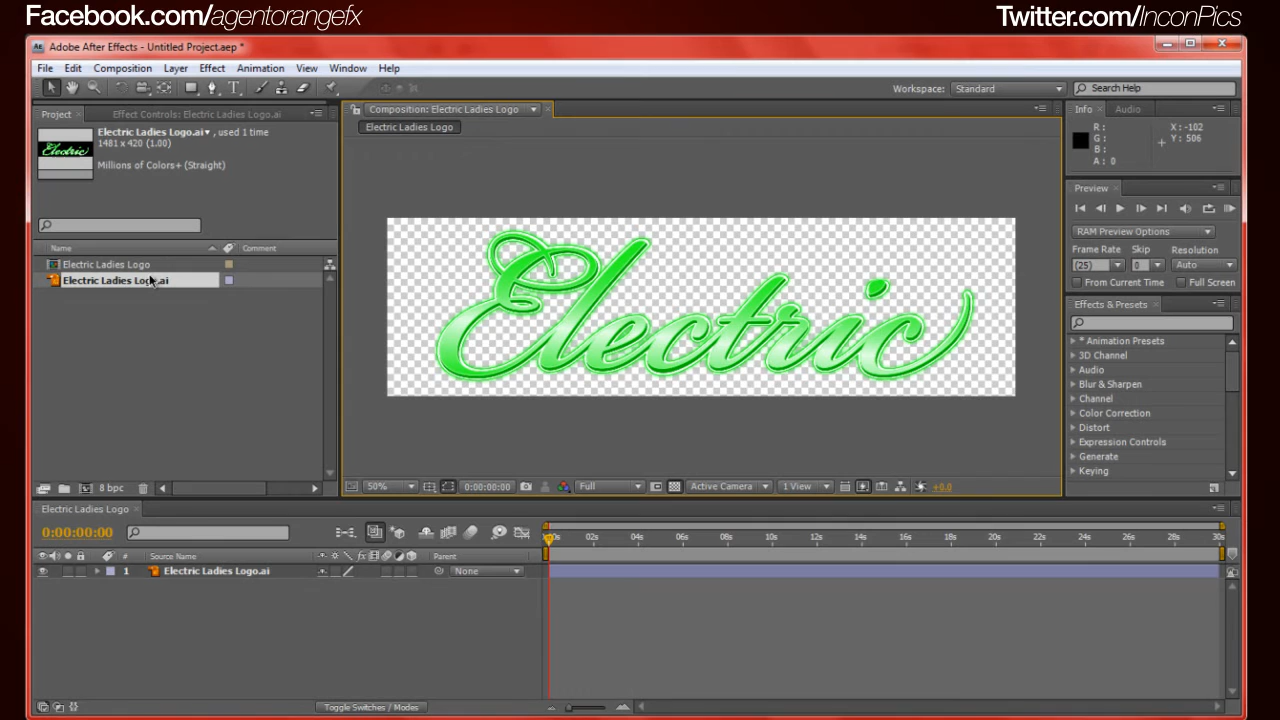 Facebook.com/agentorangefx
Twitter.com/InconPics
Adobe After Effects - Untitled Project.aep *
File Edit Composition Layer Effect Animation View Window Help
Workspace: Standard
Search Help
Project
Effect Controls: Electric Ladies Logo.ai
Electric Ladies Logo.ai▾, used 1 time
1481 x 420 (1.00)
Millions of Colors+ (Straight)
Electric
Name
Comment
Electric Ladies Logo
Electric Ladies Logo.ai
8 bpc
Composition: Electric Ladies Logo
Electric Ladies Logo
Electric
50%
0:00:00:00
Full
Active Camera
1 View
+0.0
Info
Audio
R:
G:
B:
A: 0
X: -102
Y: 506
Preview
RAM Preview Options
Frame Rate Skip Resolution
(25) 0 Auto
From Current Time
Full Screen
Effects & Presets
* Animation Presets
3D Channel
Audio
Blur & Sharpen
Channel
Color Correction
Distort
Expression Controls
Generate
Keying
Electric Ladies Logo
0:00:00:00
02s 04s 06s 08s 10s 12s 14s 16s 18s 20s 22s 24s 26s 28s 30s
# Source Name
Parent
1 Electric Ladies Logo.ai
None
Toggle Switches / Modes